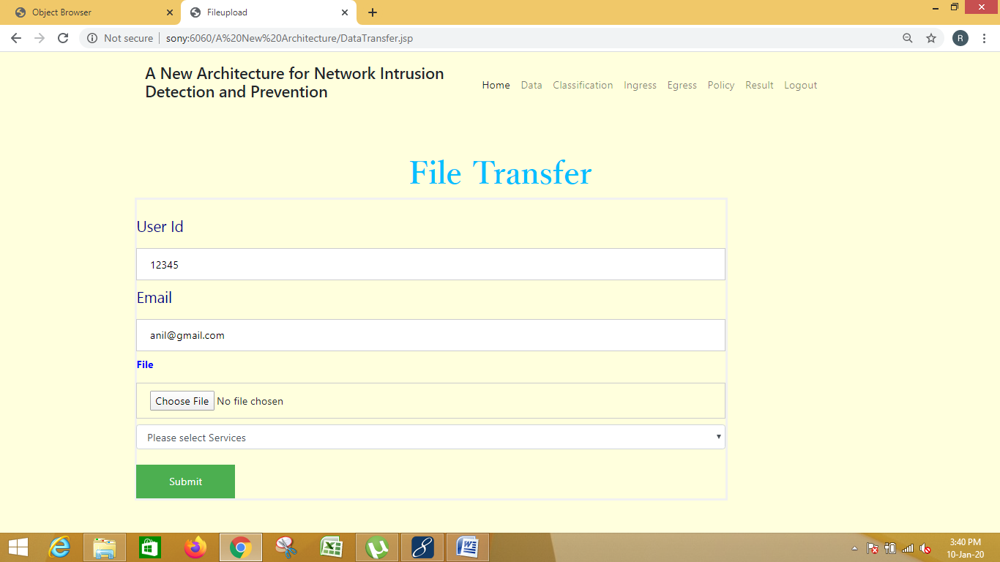 Object Browser
Fileupload
Not secure
sony:6060/A%20New%20Architecture/DataTransfer.jsp
R
A New Architecture for Network Intrusion
Detection and Prevention
Home Data Classification Ingress Egress Policy Result Logout
File Transfer
User Id
12345
Email
anil@gmail.com
File
Choose File No file chosen
Please select Services
Submit
3:40 PM
10-Jan-20